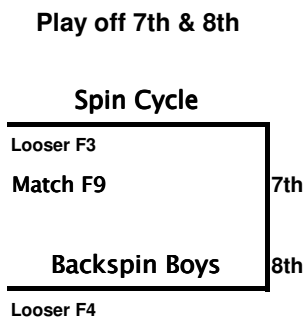 Play off 7th & 8th
Spin Cycle
Looser F3
Match F9
7th
Backspin Boys
8th
Looser F4